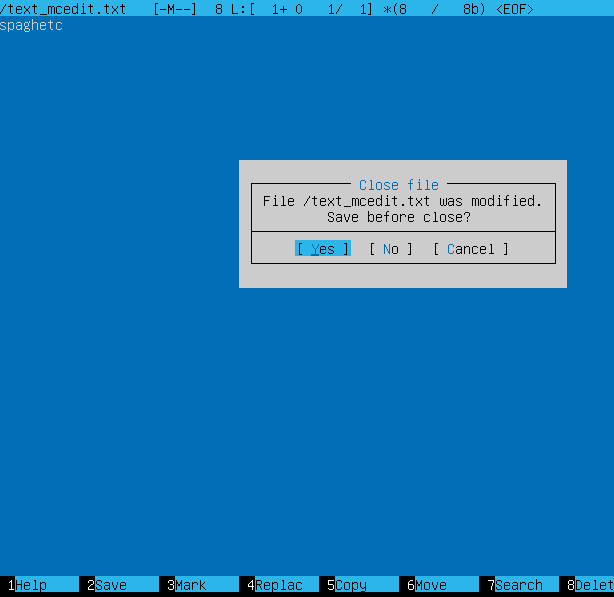 /text_mcedit.txt [-M--] 8 L:[ 1+ 0 1/ 1] *(8 / 8b) <EOF>
spaghetc
Close file
File /text_mcedit.txt was modified.
Save before close?
[ Yes ] [ No ] [ Cancel ]
1Help 2Save 3Mark 4Replac 5Copy 6Move 7Search 8Delet